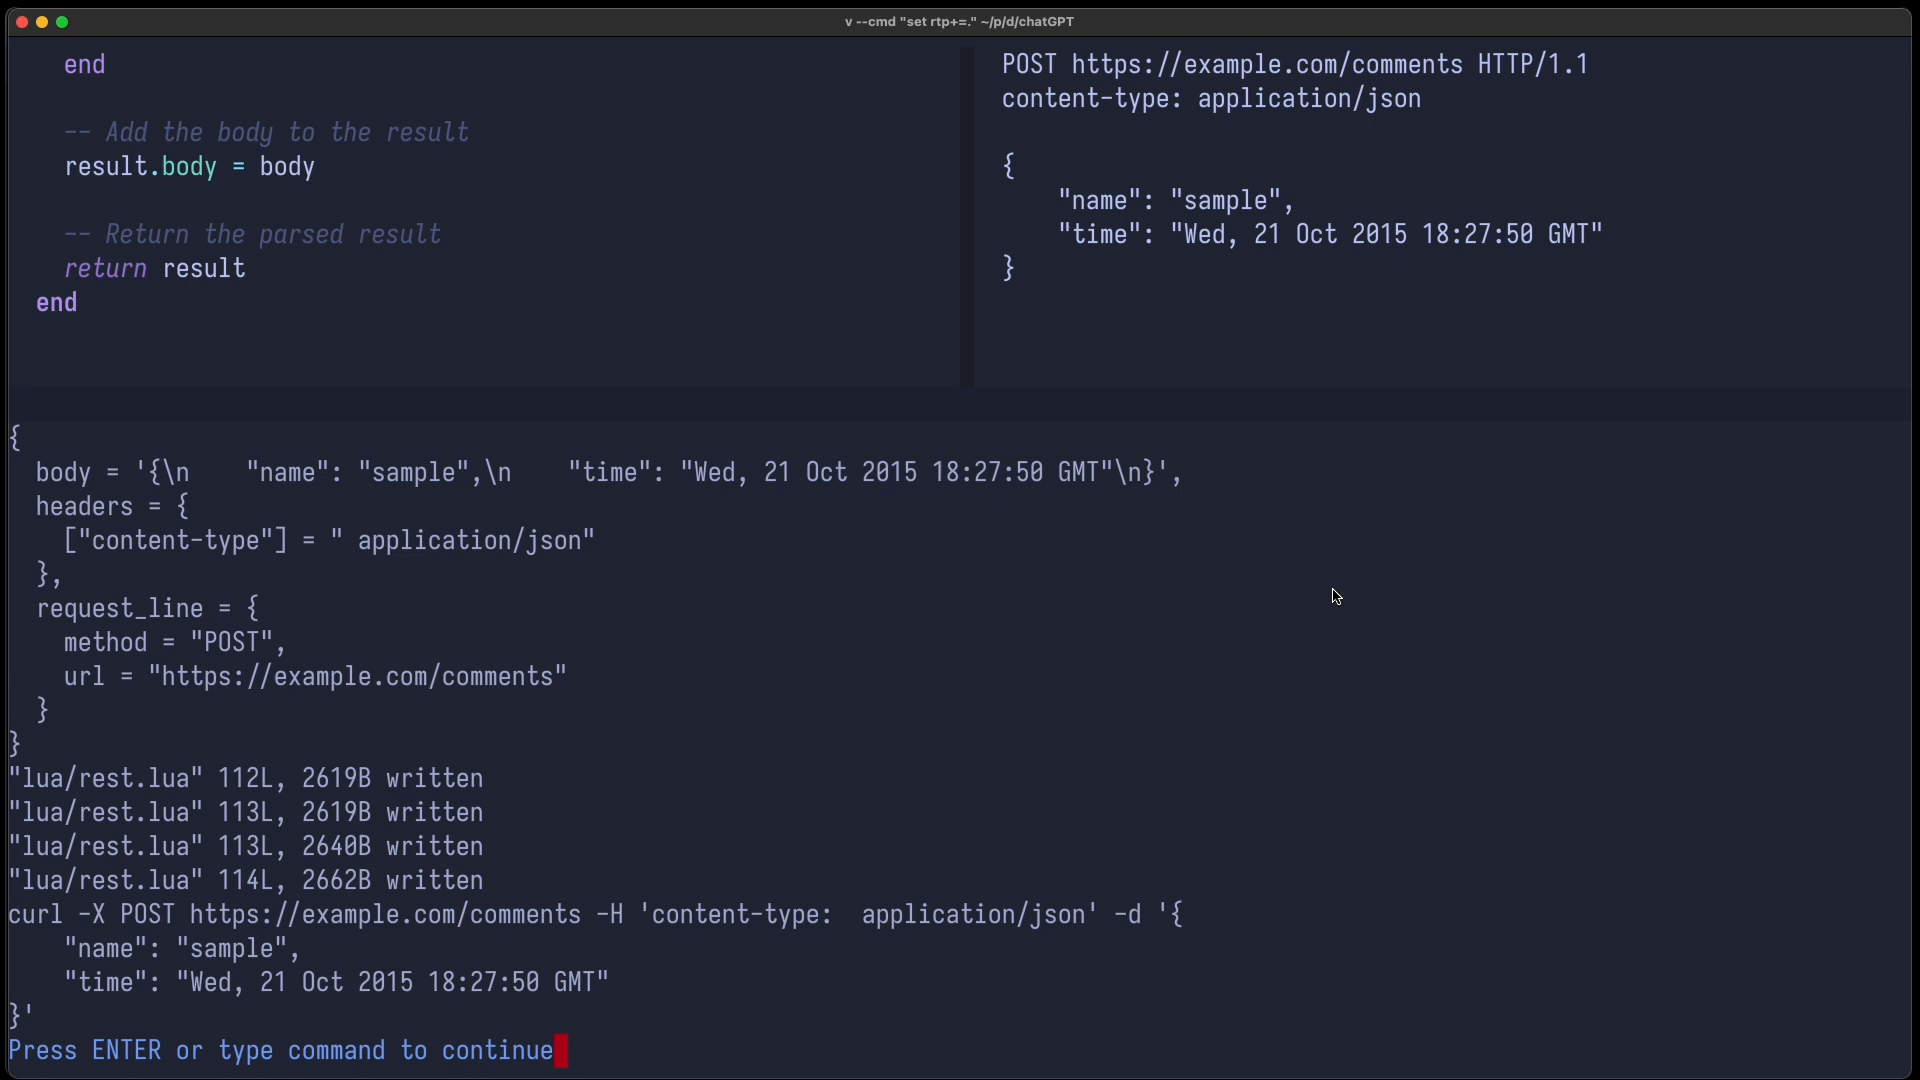 v --cmd "set rtp+=." ~/p/d/chatGPT
end
-- Add the body to the result
result.body = body
-- Return the parsed result
return result
end
POST https://example.com/comments HTTP/1.1
content-type: application/json
{
"name": "sample",
"time": "Wed, 21 Oct 2015 18:27:50 GMT"
}
{
body = '{\n    "name": "sample",\n    "time": "Wed, 21 Oct 2015 18:27:50 GMT"\n}',
headers = {
["content-type"] = " application/json"
},
request_line = {
method = "POST",
url = "https://example.com/comments"
}
}
"lua/rest.lua" 112L, 2619B written
"lua/rest.lua" 113L, 2619B written
"lua/rest.lua" 113L, 2640B written
"lua/rest.lua" 114L, 2662B written
curl -X POST https://example.com/comments -H 'content-type:  application/json' -d '{
"name": "sample",
"time": "Wed, 21 Oct 2015 18:27:50 GMT"
}'
Press ENTER or type command to continue